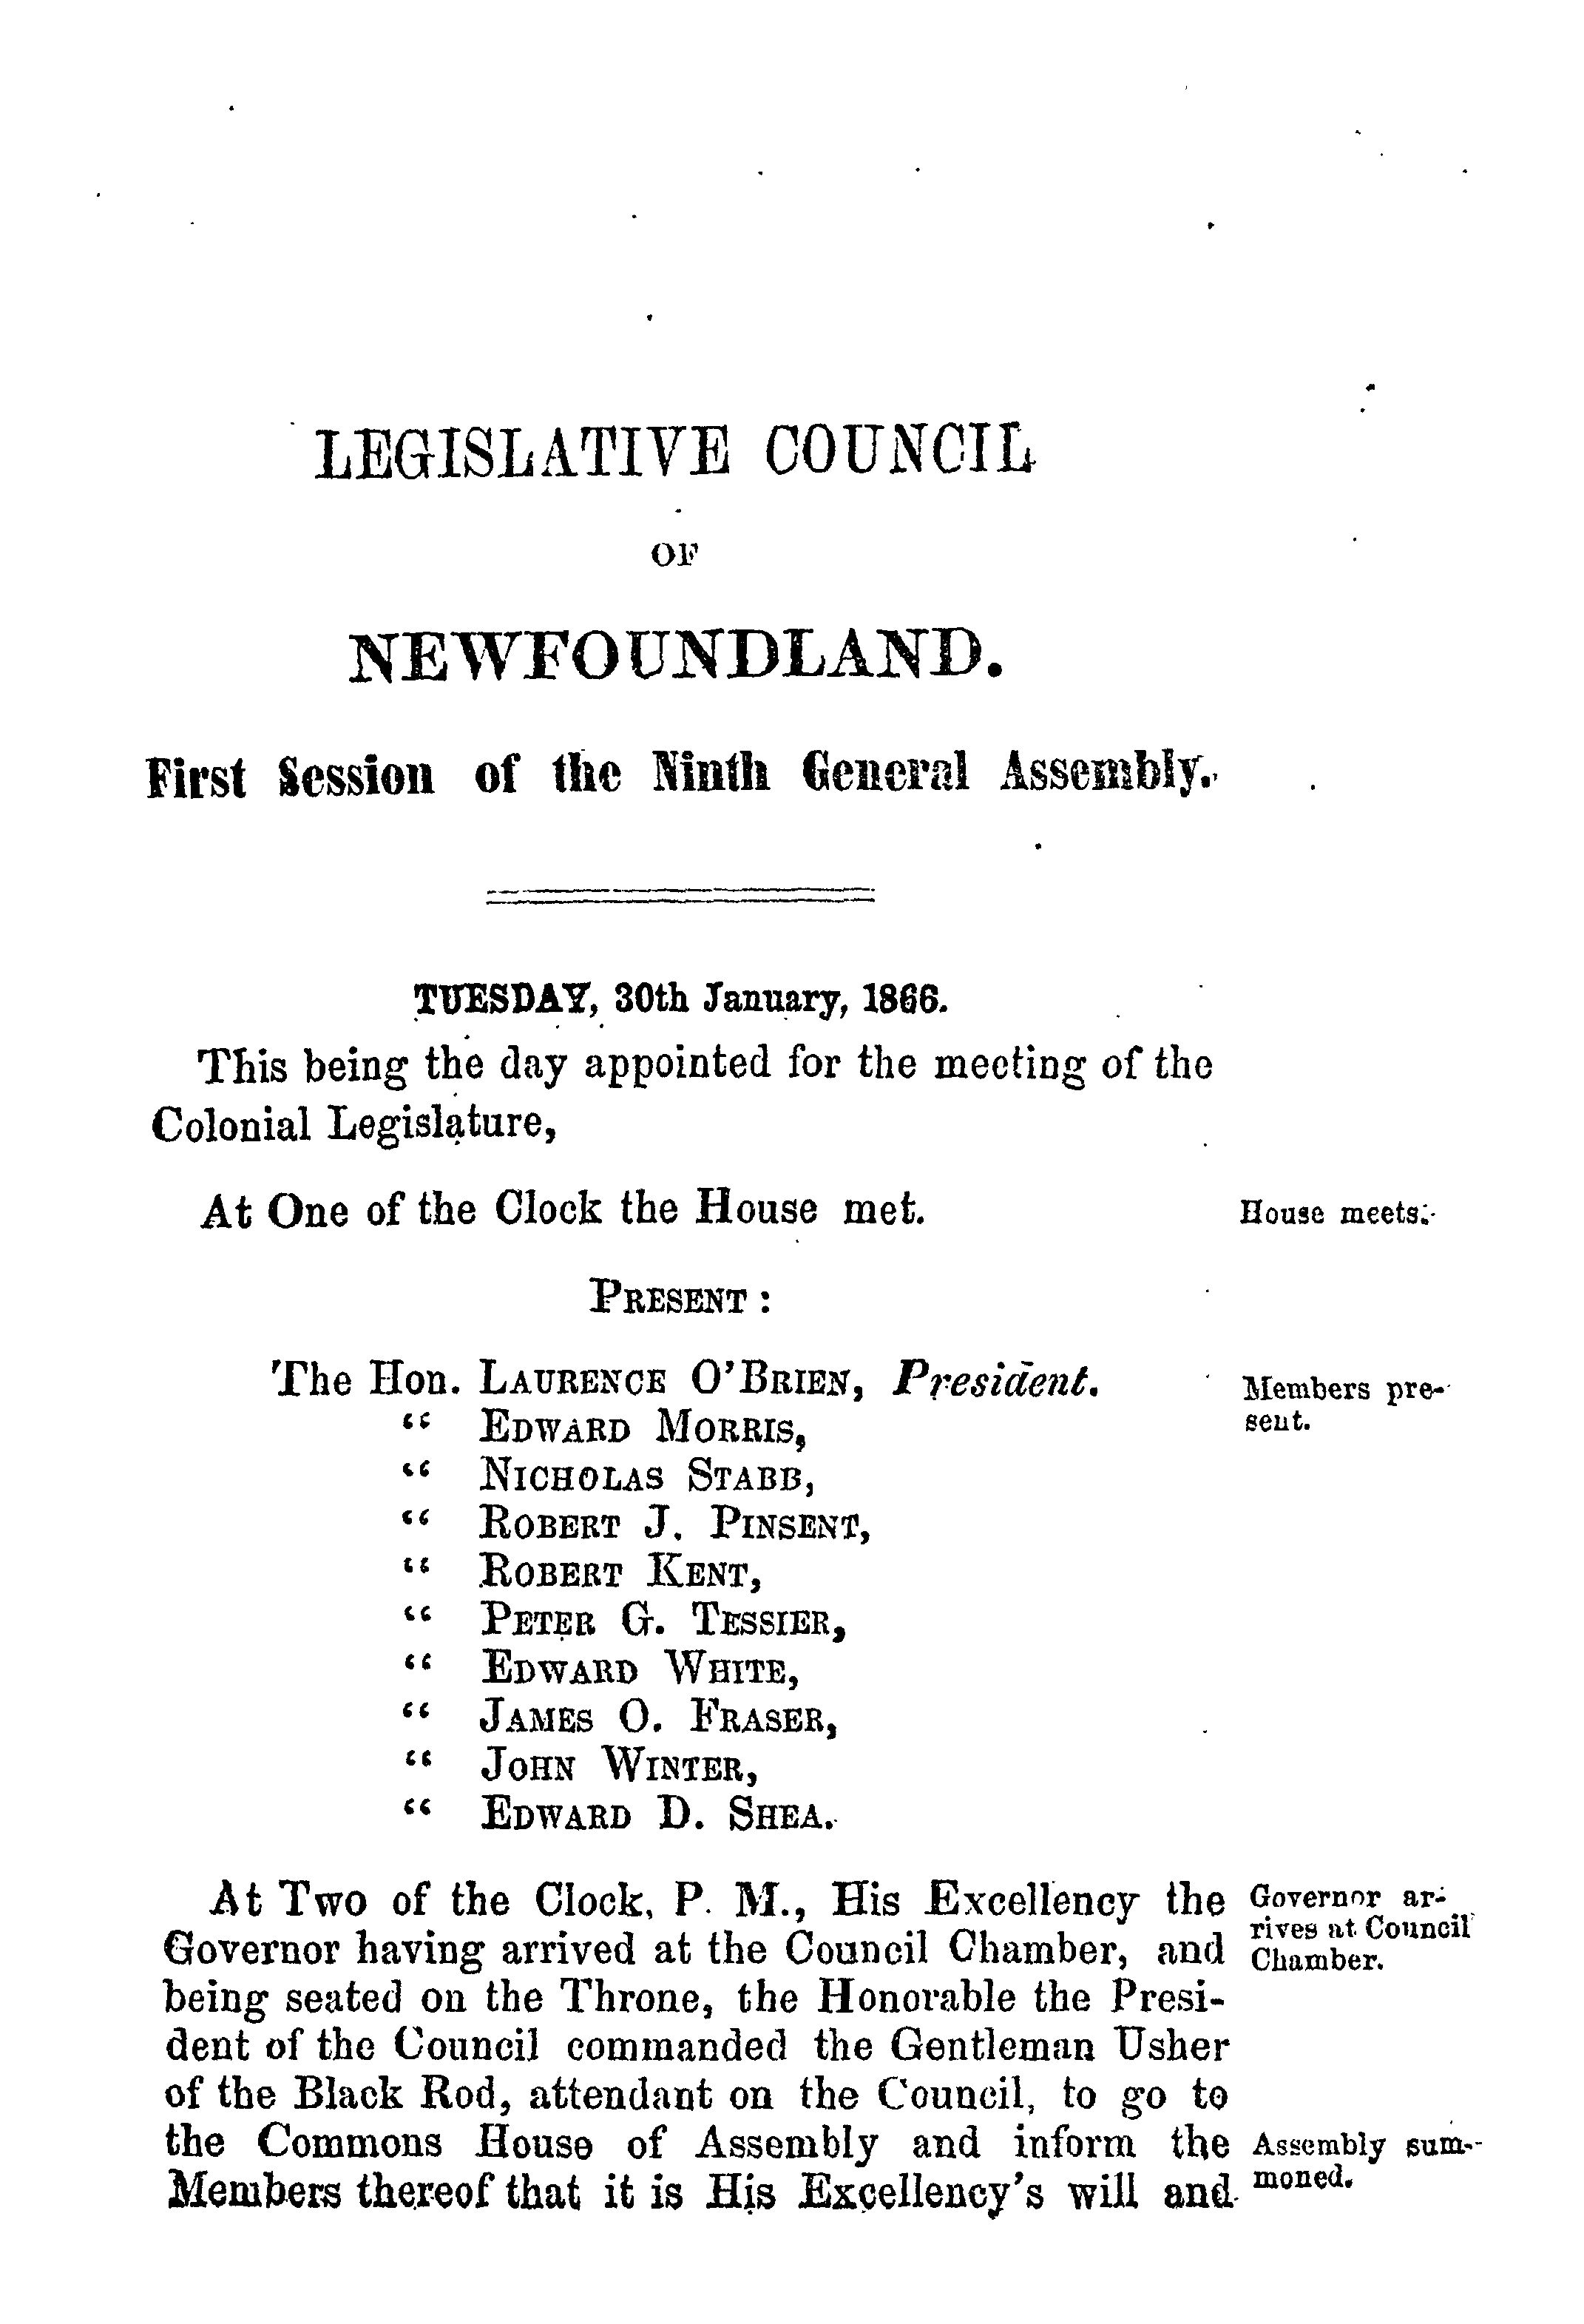 LEGISLATIVE COUNCIL
OF
NEWFOUNDLAND.
First Session of the Ninth General Assembly.
TUESDAY, 30th January, 1866.
This being the day appointed for the meeting of the
Colonial Legislature,
At One of the Clock the House met.
House meets.
PRESENT:
The Hon. LAURENCE O'BRIEN, President.
Members pre-
sent.
“ EDWARD MORRIS,
“ NICHOLAS STABB,
“ ROBERT J. PINSENT,
“ ROBERT KENT,
“ PETER G. TESSIER,
“ EDWARD WHITE,
“ JAMES O. FRASER,
“ JOHN WINTER,
“ EDWARD D. SHEA.
At Two of the Clock, P. M., His Excellency the
Governor having arrived at the Council Chamber, and
being seated on the Throne, the Honorable the Presi-
dent of the Council commanded the Gentleman Usher
of the Black Rod, attendant on the Council, to go to
the Commons House of Assembly and inform the
Members thereof that it is His Excellency's will and
Governor ar-
rives at Council
Chamber.
Assembly sum-
moned.